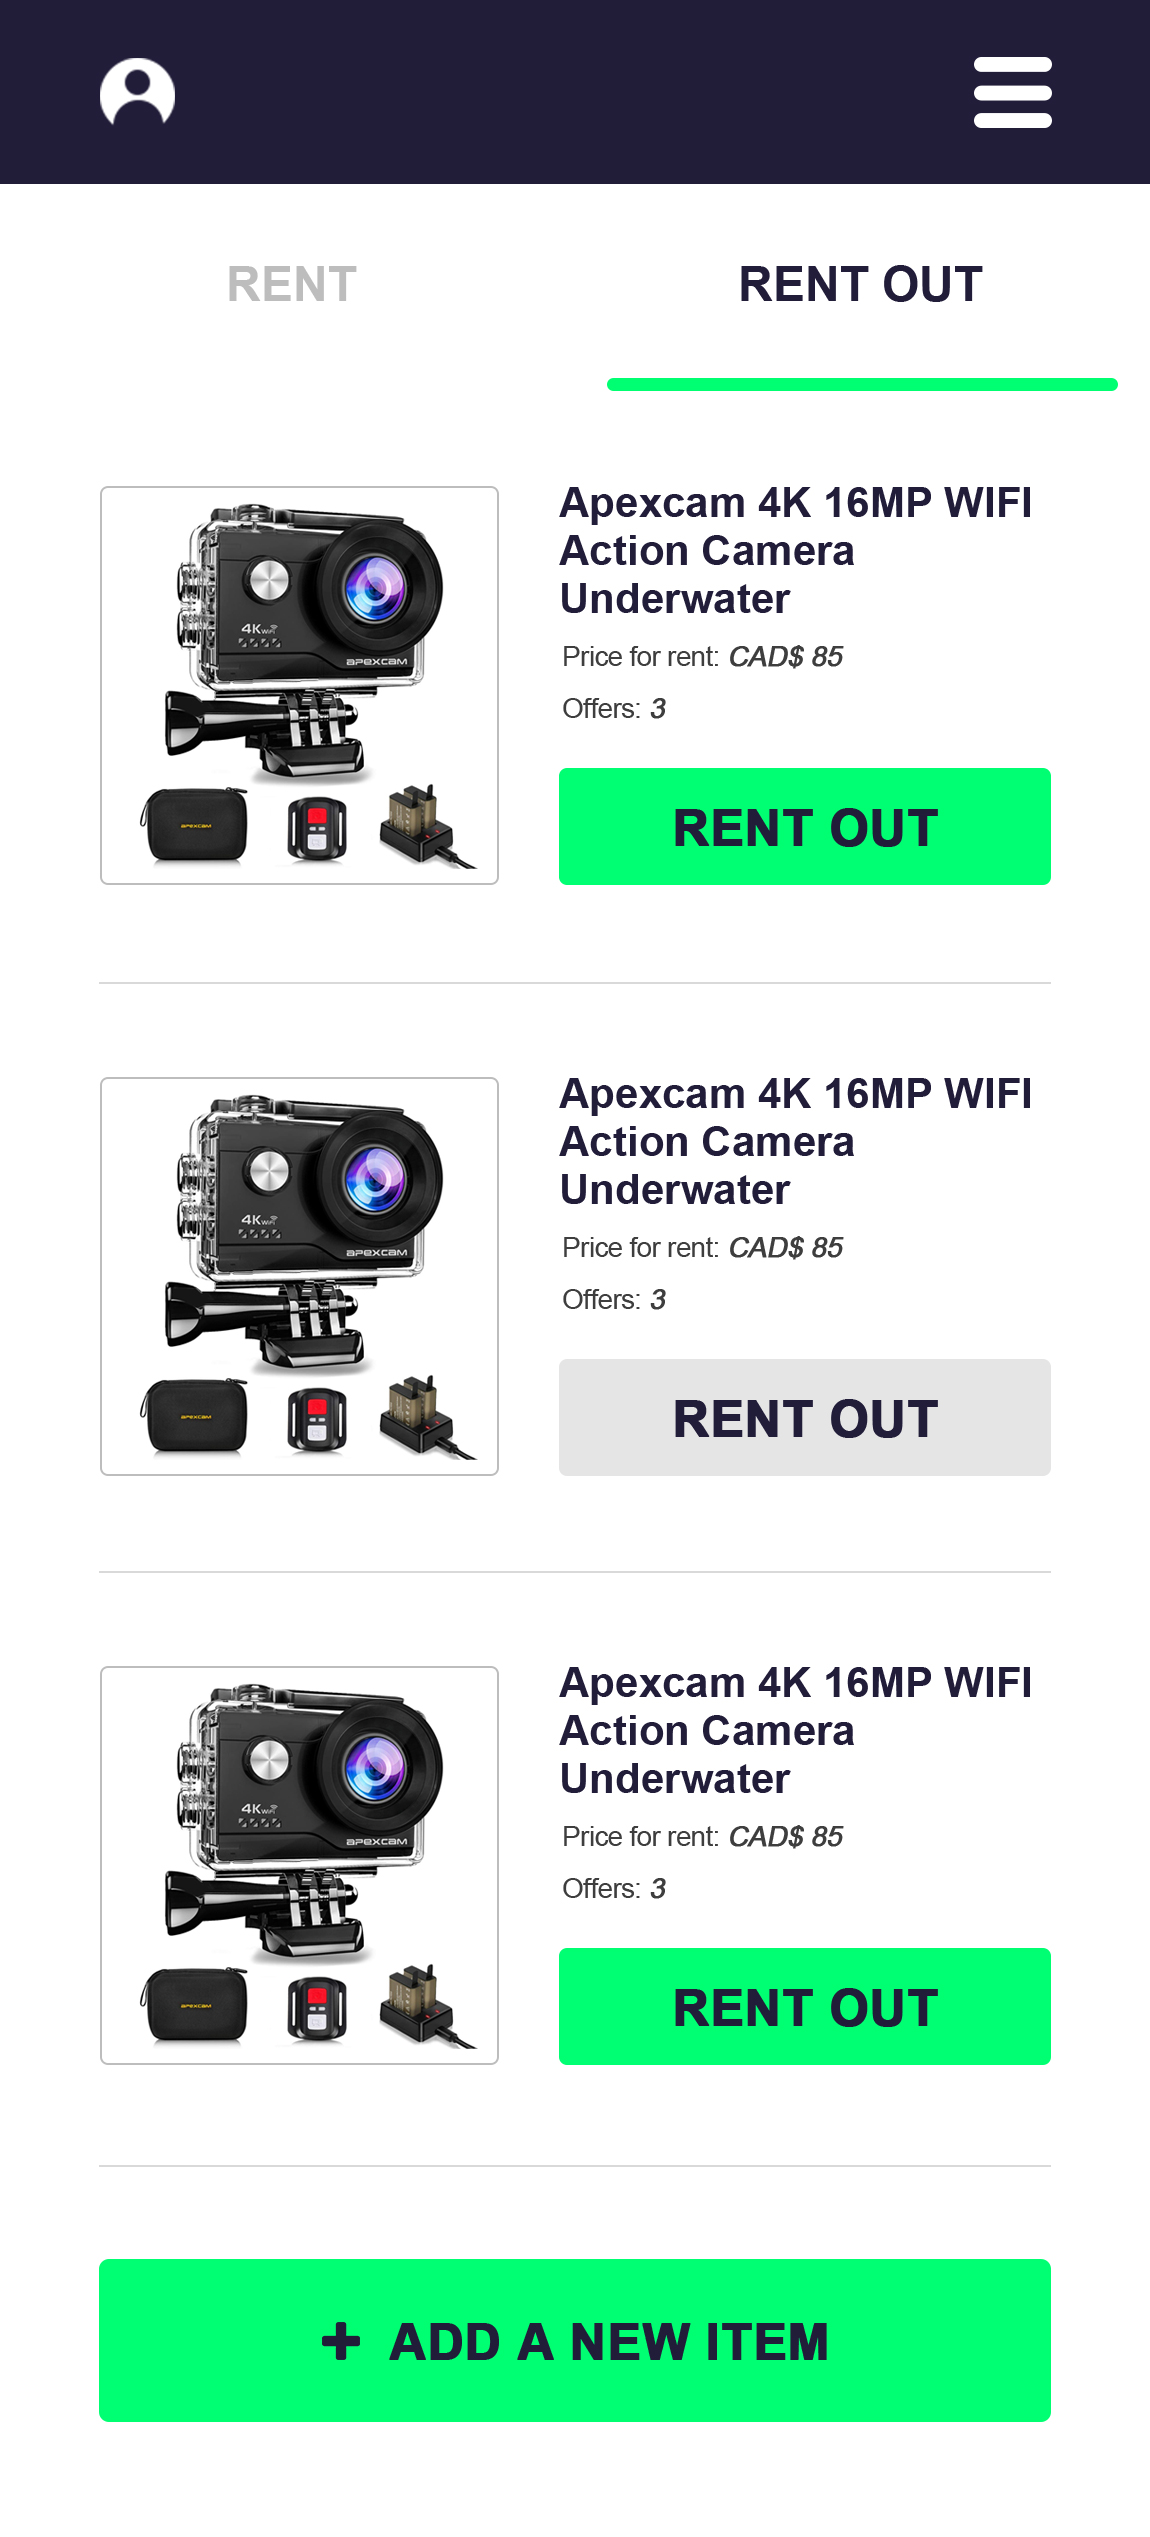 RENT
RENT OUT
Apexcam 4K 16MP WIFI
Action Camera
Underwater
Price for rent: CAD$ 85
Offers: 3
4K WiFi
APEXCAM
APEXCAM
RENT OUT
Apexcam 4K 16MP WIFI
Action Camera
Underwater
Price for rent: CAD$ 85
Offers: 3
4K WiFi
APEXCAM
APEXCAM
RENT OUT
Apexcam 4K 16MP WIFI
Action Camera
Underwater
Price for rent: CAD$ 85
Offers: 3
4K WiFi
APEXCAM
APEXCAM
RENT OUT
+ ADD A NEW ITEM